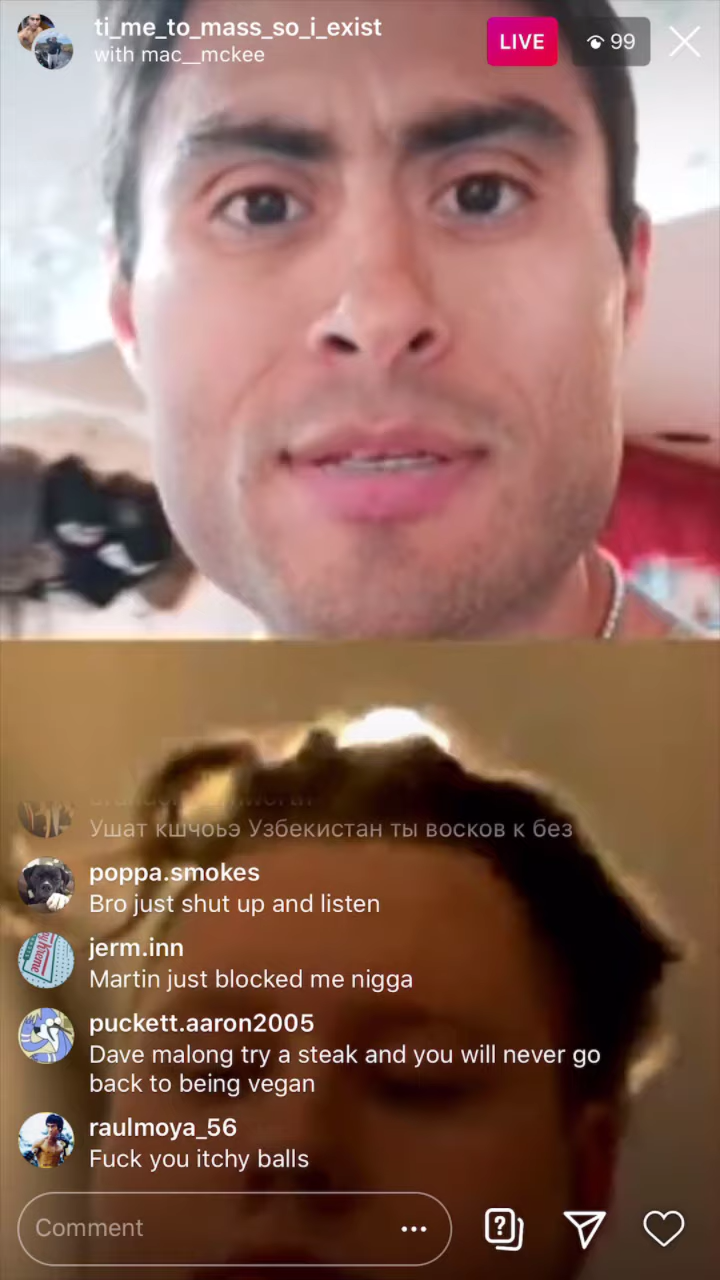 ti_me_to_mass_so_i_exist
with mac__mckee
LIVE
99
Ушат кшчоьэ Узбекистан ты восков к без
poppa.smokes
Bro just shut up and listen
jerm.inn
Martin just blocked me nigga
puckett.aaron2005
Dave malong try a steak and you will never go
back to being vegan
raulmoya_56
Fuck you itchy balls
Comment